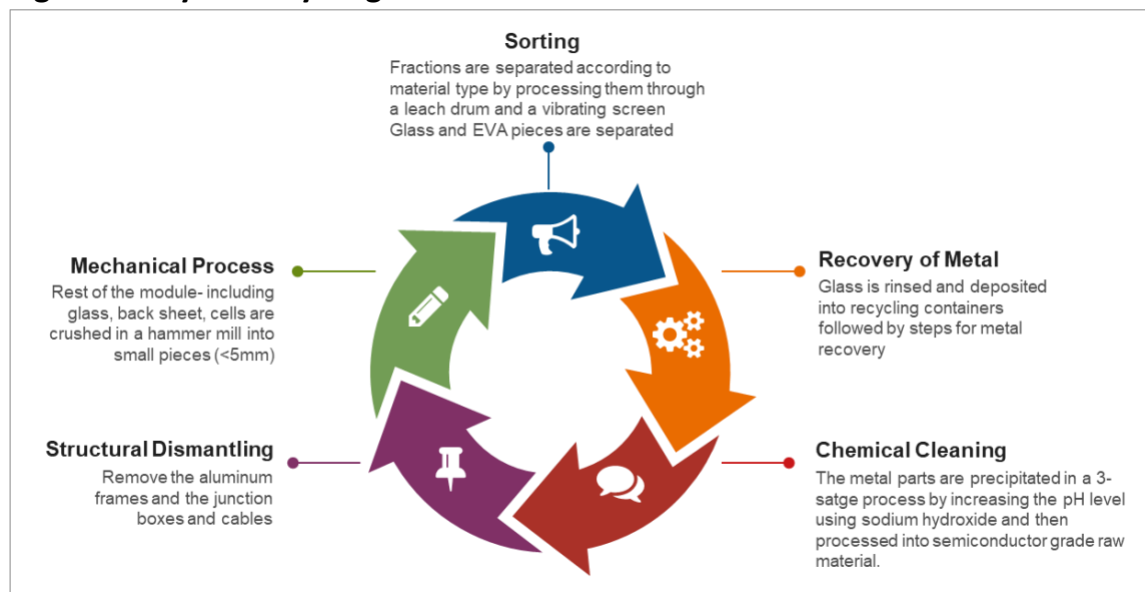 Sorting
Fractions are separated according to
material type by processing them through
a leach drum and a vibrating screen
Glass and EVA pieces are separated
Mechanical Process
Rest of the module- including
glass, back sheet, cells are
crushed in a hammer mill into
small pieces (<5mm)
Recovery of Metal
Glass is rinsed and deposited
into recycling containers
followed by steps for metal
recovery
Structural Dismantling
Remove the aluminum
frames and the junction
boxes and cables
Chemical Cleaning
The metal parts are precipitated in a 3-
satge process by increasing the pH level
using sodium hydroxide and then
processed into semiconductor grade raw
material.